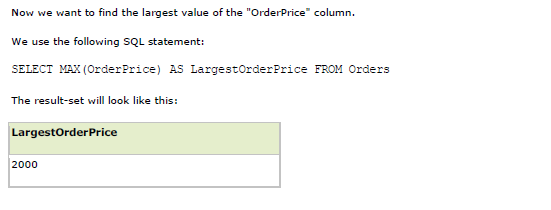 Now we want to find the largest value of the "OrderPrice" column.
We use the following SQL statement:
SELECT MAX(OrderPrice) AS LargestOrderPrice FROM Orders
The result-set will look like this:
LargestOrderPrice
2000